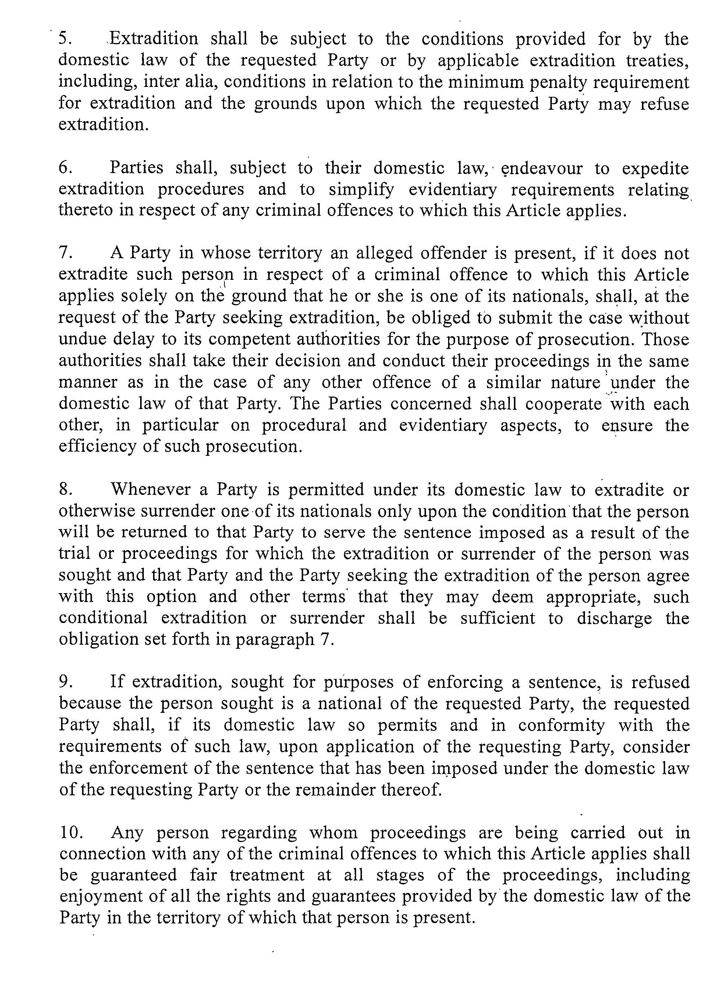 5. Extradition shall be subject to the conditions provided for by the
domestic law of the requested Party or by applicable extradition treaties,
including, inter alia, conditions in relation to the minimum penalty requirement
for extradition and the grounds upon which the requested Party may refuse
extradition.
6. Parties shall, subject to their domestic law, endeavour to expedite
extradition procedures and to simplify evidentiary requirements relating
thereto in respect of any criminal offences to which this Article applies.
7. A Party in whose territory an alleged offender is present, if it does not
extradite such person in respect of a criminal offence to which this Article
applies solely on the ground that he or she is one of its nationals, shall, at the
request of the Party seeking extradition, be obliged to submit the case without
undue delay to its competent authorities for the purpose of prosecution. Those
authorities shall take their decision and conduct their proceedings in the same
manner as in the case of any other offence of a similar nature under the
domestic law of that Party. The Parties concerned shall cooperate with each
other, in particular on procedural and evidentiary aspects, to ensure the
efficiency of such prosecution.
8. Whenever a Party is permitted under its domestic law to extradite or
otherwise surrender one of its nationals only upon the condition that the person
will be returned to that Party to serve the sentence imposed as a result of the
trial or proceedings for which the extradition or surrender of the person was
sought and that Party and the Party seeking the extradition of the person agree
with this option and other terms that they may deem appropriate, such
conditional extradition or surrender shall be sufficient to discharge the
obligation set forth in paragraph 7.
9. If extradition, sought for purposes of enforcing a sentence, is refused
because the person sought is a national of the requested Party, the requested
Party shall, if its domestic law so permits and in conformity with the
requirements of such law, upon application of the requesting Party, consider
the enforcement of the sentence that has been imposed under the domestic law
of the requesting Party or the remainder thereof.
10. Any person regarding whom proceedings are being carried out in
connection with any of the criminal offences to which this Article applies shall
be guaranteed fair treatment at all stages of the proceedings, including
enjoyment of all the rights and guarantees provided by the domestic law of the
Party in the territory of which that person is present.